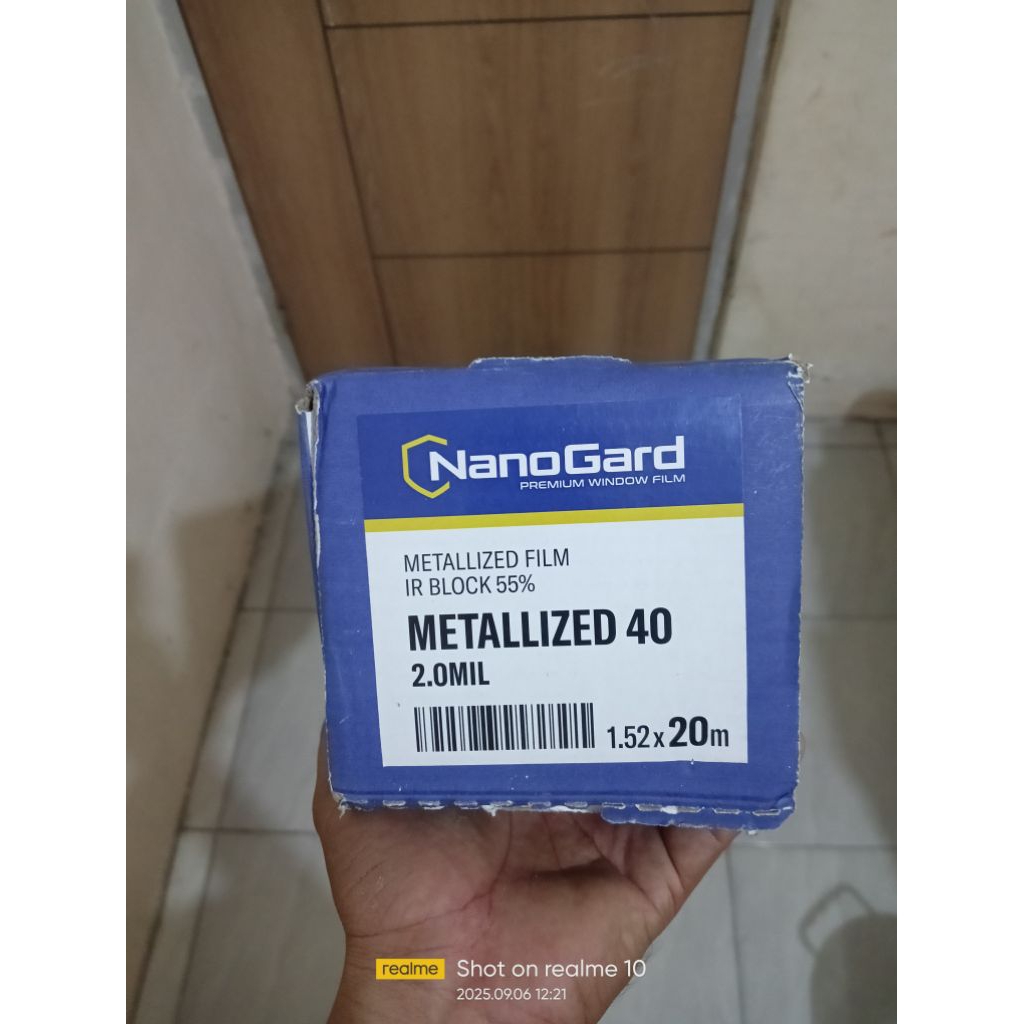 NanoGard
PREMIUM WINDOW FILM
METALLIZED FILM
IR BLOCK 55%
METALLIZED 40
2.0MIL
1.52 x 20m
realme Shot on realme 10
2025.09.06 12:21